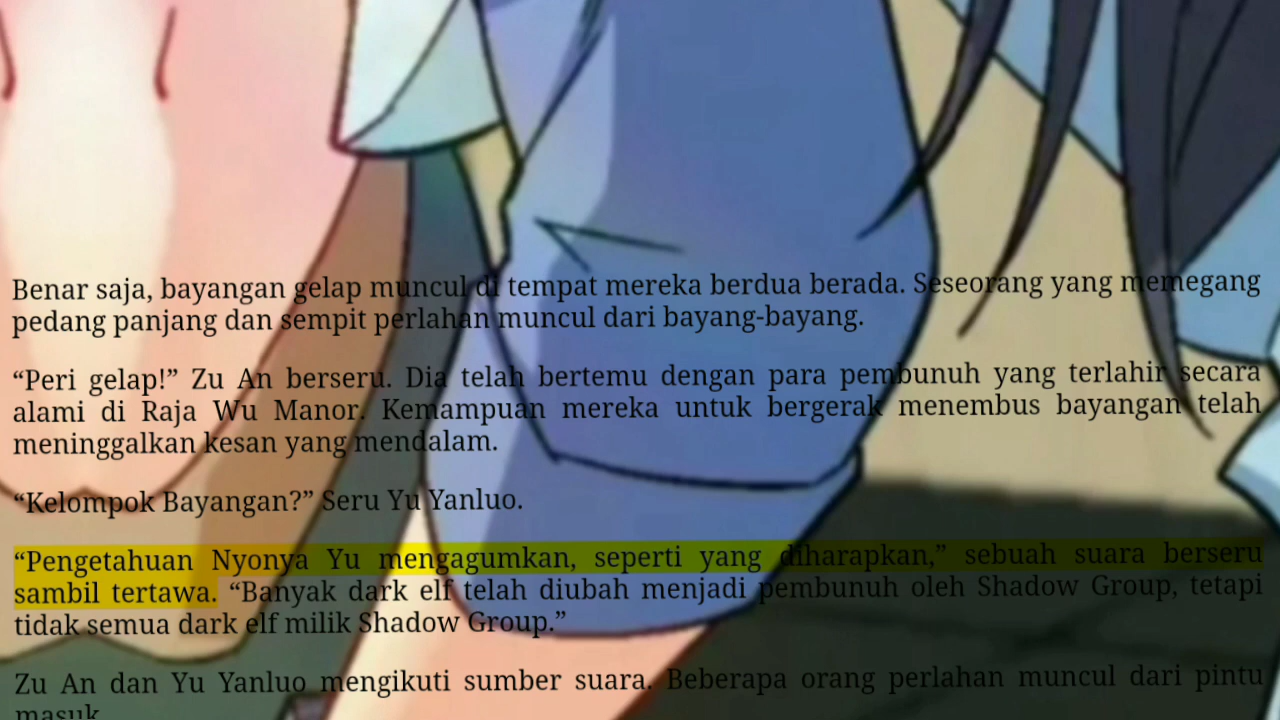 Benar saja, bayangan gelap muncul di tempat mereka berdua berada. Seseorang yang memegang
pedang panjang dan sempit perlahan muncul dari bayang-bayang.
“Peri gelap!” Zu An berseru. Dia telah bertemu dengan para pembunuh yang terlahir secara
alami di Raja Wu Manor. Kemampuan mereka untuk bergerak menembus bayangan telah
meninggalkan kesan yang mendalam.
“Kelompok Bayangan?” Seru Yu Yanluo.
“Pengetahuan Nyonya Yu mengagumkan, seperti yang diharapkan,” sebuah suara berseru
sambil tertawa. “Banyak dark elf telah diubah menjadi pembunuh oleh Shadow Group, tetapi
tidak semua dark elf milik Shadow Group.”
Zu An dan Yu Yanluo mengikuti sumber suara. Beberapa orang perlahan muncul dari pintu
masuk